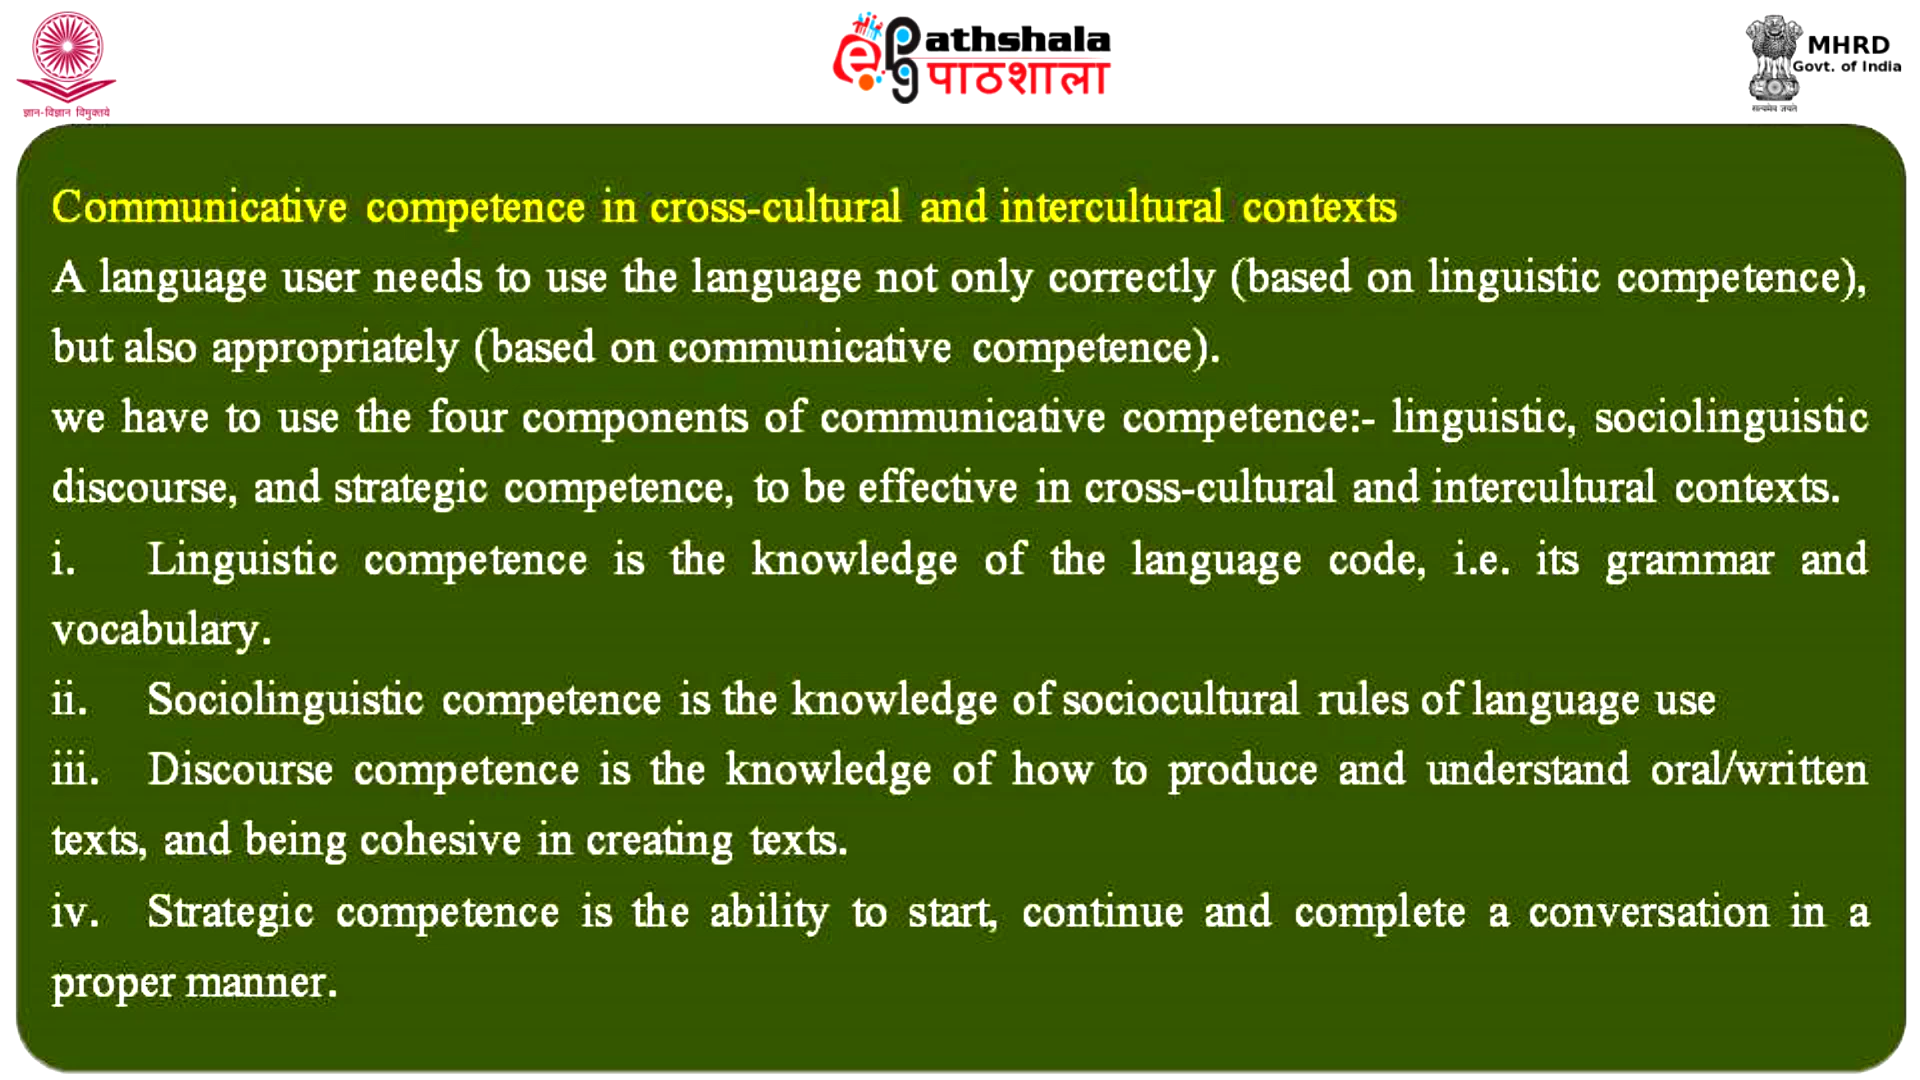 ज्ञान-विज्ञान विमुक्तये
ePg Pathshala
पाठशाला
MHRD
Govt. of India
सत्यमेव जयते
Communicative competence in cross-cultural and intercultural contexts
A language user needs to use the language not only correctly (based on linguistic competence),
but also appropriately (based on communicative competence).
we have to use the four components of communicative competence:- linguistic, sociolinguistic
discourse, and strategic competence, to be effective in cross-cultural and intercultural contexts.
i. Linguistic competence is the knowledge of the language code, i.e. its grammar and
vocabulary.
ii. Sociolinguistic competence is the knowledge of sociocultural rules of language use
iii. Discourse competence is the knowledge of how to produce and understand oral/written
texts, and being cohesive in creating texts.
iv. Strategic competence is the ability to start, continue and complete a conversation in a
proper manner.